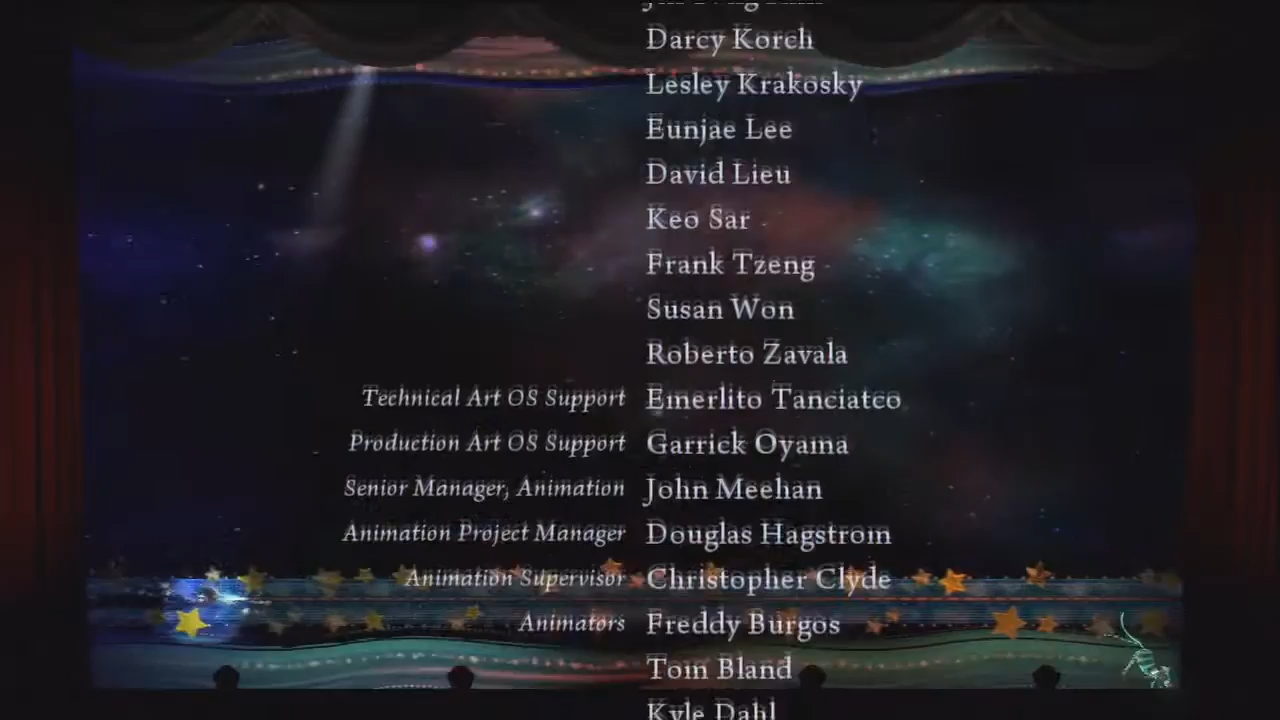 Darcy Korch
Lesley Krakosky
Eunjae Lee
David Lieu
Keo Sar
Frank Tzeng
Susan Won
Roberto Zavala
Technical Art OS Support Emerlito Tanciatco
Production Art OS Support Garrick Oyama
Senior Manager, Animation John Meehan
Animation Project Manager Douglas Hagstrom
Animation Supervisor Christopher Clyde
Animators Freddy Burgos
Tom Bland
Kyle Dahl